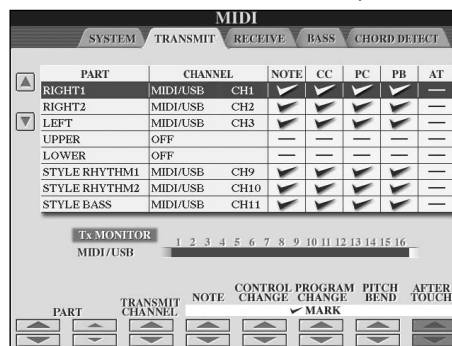 MIDI
SYSTEM TRANSMIT RECEIVE BASS CHORD DETECT
PART CHANNEL NOTE CC PC PB AT
RIGHT1 MIDI/USB CH1
RIGHT2 MIDI/USB CH2
LEFT MIDI/USB CH3
UPPER OFF
LOWER OFF
STYLE RHYTHM1 MIDI/USB CH9
STYLE RHYTHM2 MIDI/USB CH10
STYLE BASS MIDI/USB CH11
Tx MONITOR
1 2 3 4 5 6 7 8 9 10 11 12 13 14 15 16
MIDI/USB
PART TRANSMIT CHANNEL NOTE CONTROL CHANGE PROGRAM CHANGE PITCH BEND AFTER TOUCH
MARK